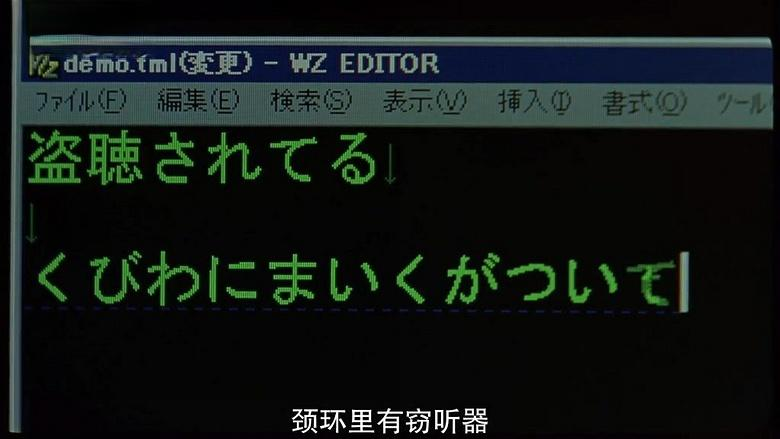 demo.tml(変更) - WZ EDITOR
ファイル(F) 編集(E) 検索(S) 表示(V) 挿入(I) 書式(O) ツール
盗聴されてる↓
↓
くびわにまいくがついて
颈环里有窃听器